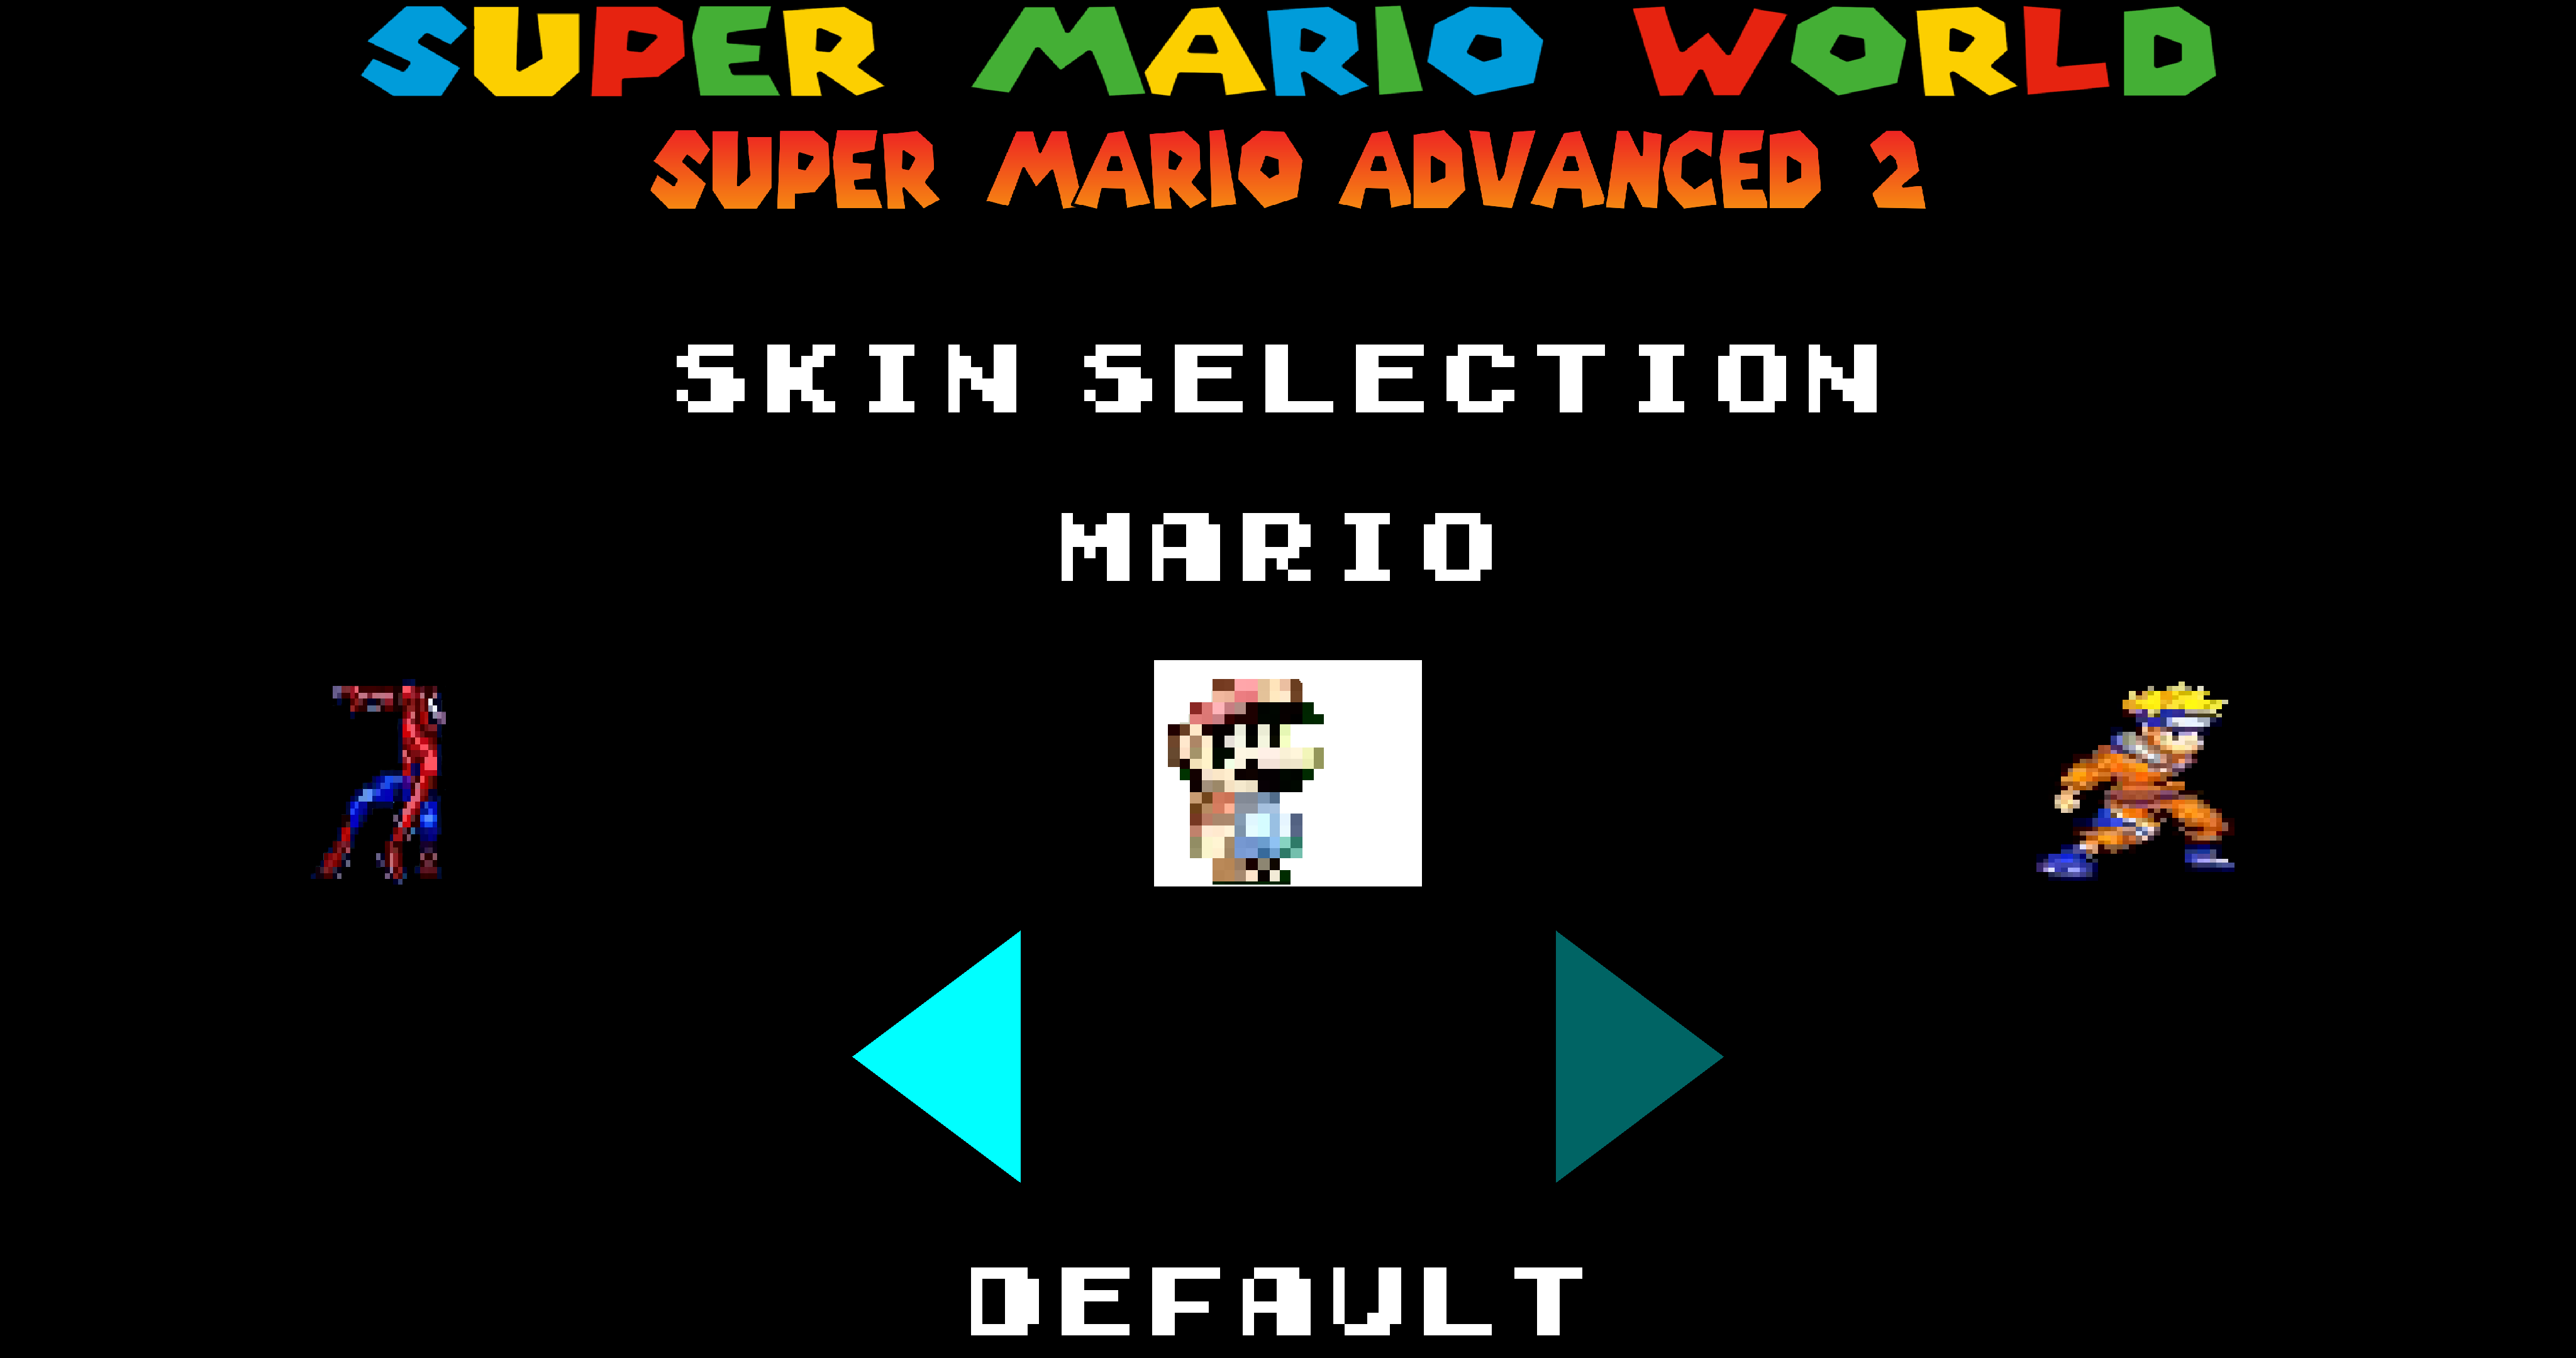 SUPER MARIO WORLD
SUPER MARIO ADVANCED 2
SKIN SELECTION
MARIO
DEFAULT